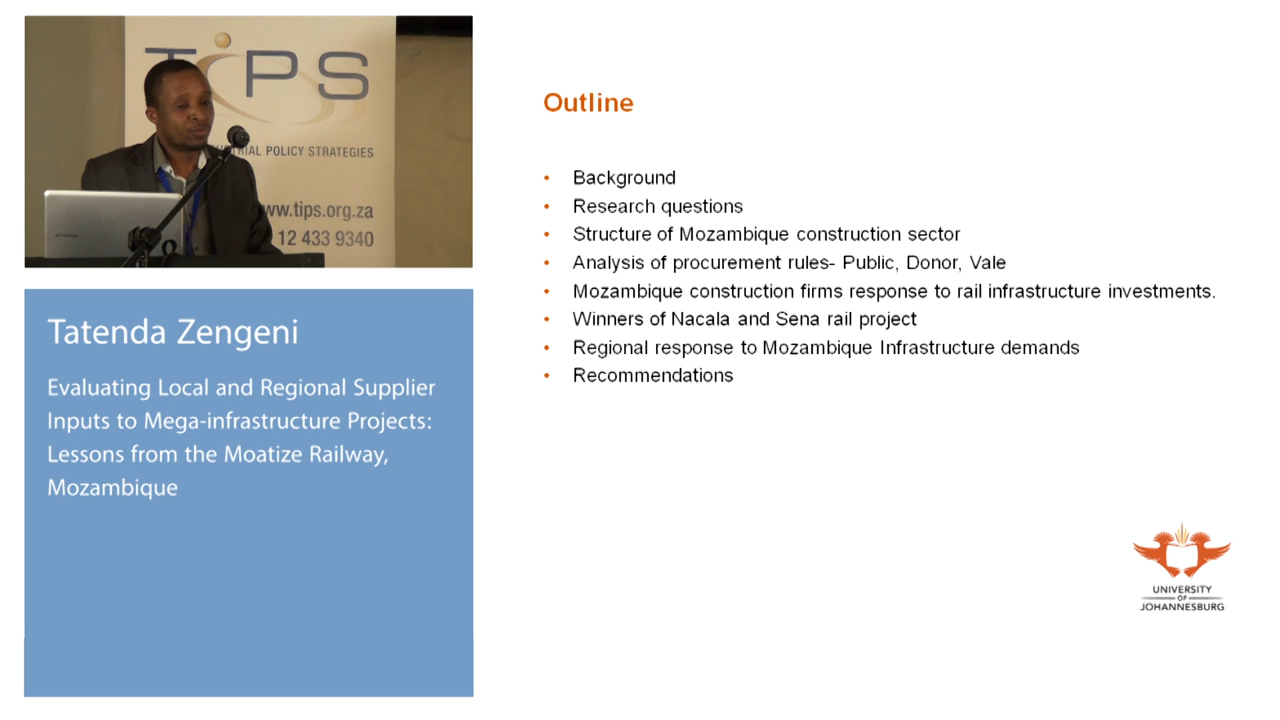 TIPS
INDUSTRIAL POLICY STRATEGIES
www.tips.org.za
12 433 9340
Tatenda Zengeni
Evaluating Local and Regional Supplier
Inputs to Mega-infrastructure Projects:
Lessons from the Moatize Railway,
Mozambique
Outline
• Background
• Research questions
• Structure of Mozambique construction sector
• Analysis of procurement rules- Public, Donor, Vale
• Mozambique construction firms response to rail infrastructure investments.
• Winners of Nacala and Sena rail project
• Regional response to Mozambique Infrastructure demands
• Recommendations
UNIVERSITY
OF
JOHANNESBURG